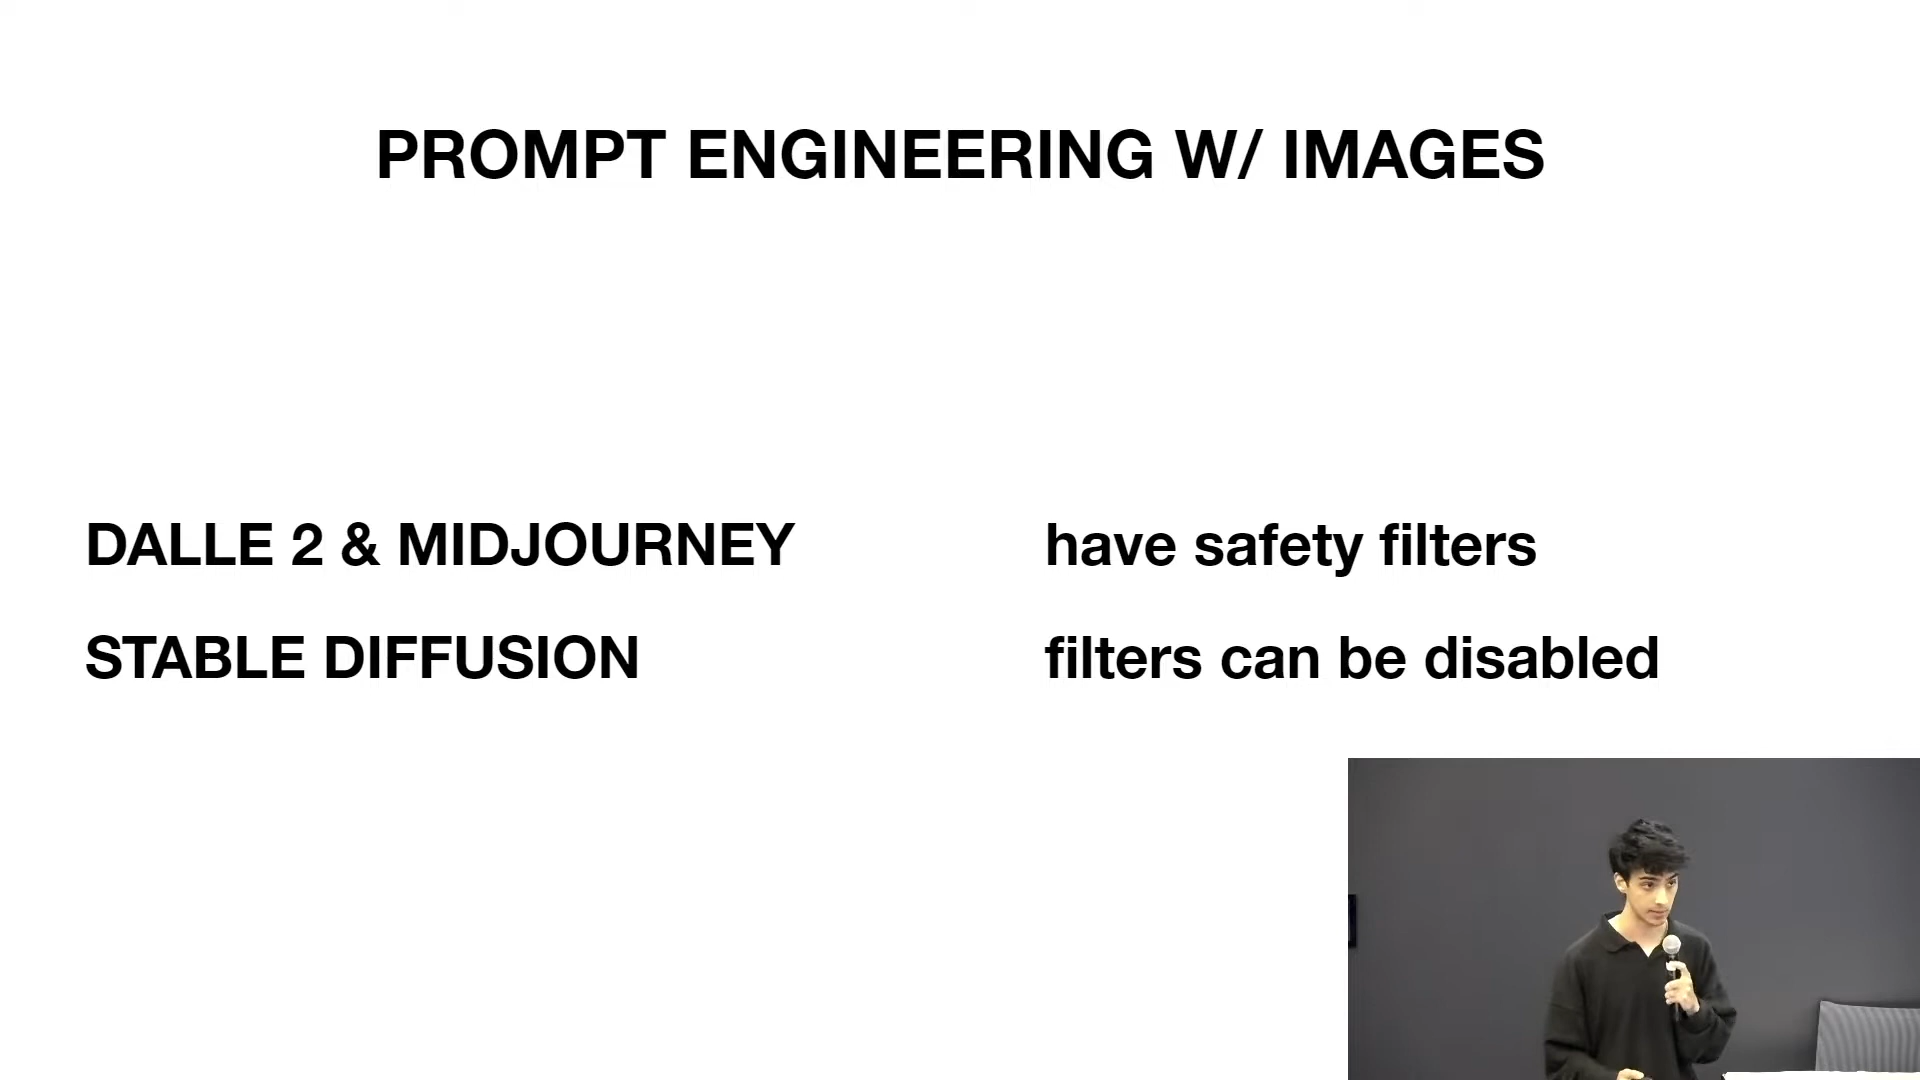 PROMPT ENGINEERING W/ IMAGES
DALLE 2 & MIDJOURNEY have safety filters
STABLE DIFFUSION filters can be disabled